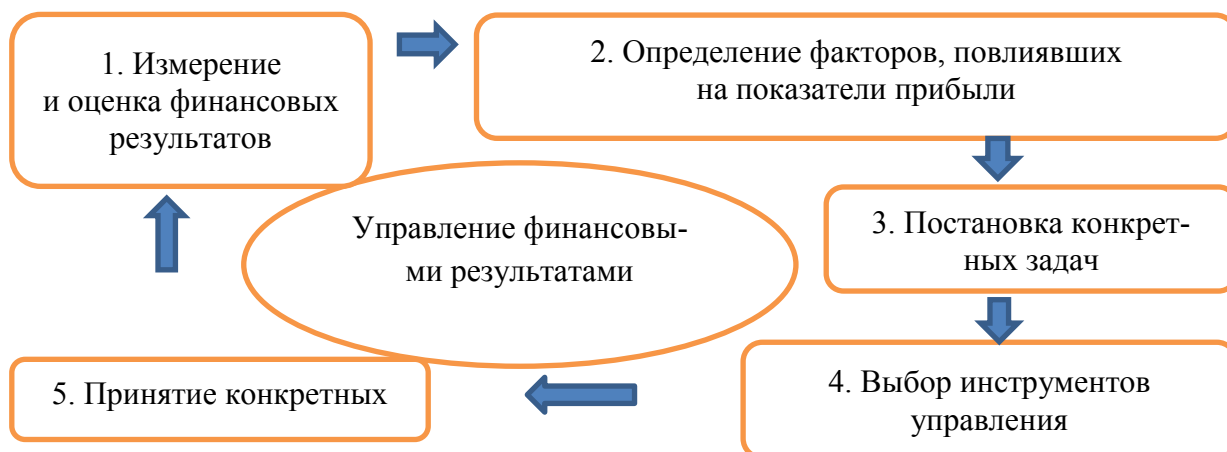 1. Измерение
и оценка финансовых
результатов
2. Определение факторов, повлиявших
на показатели прибыли
Управление финансовы-
ми результатами
3. Постановка конкрет-
ных задач
4. Выбор инструментов
управления
5. Принятие конкретных